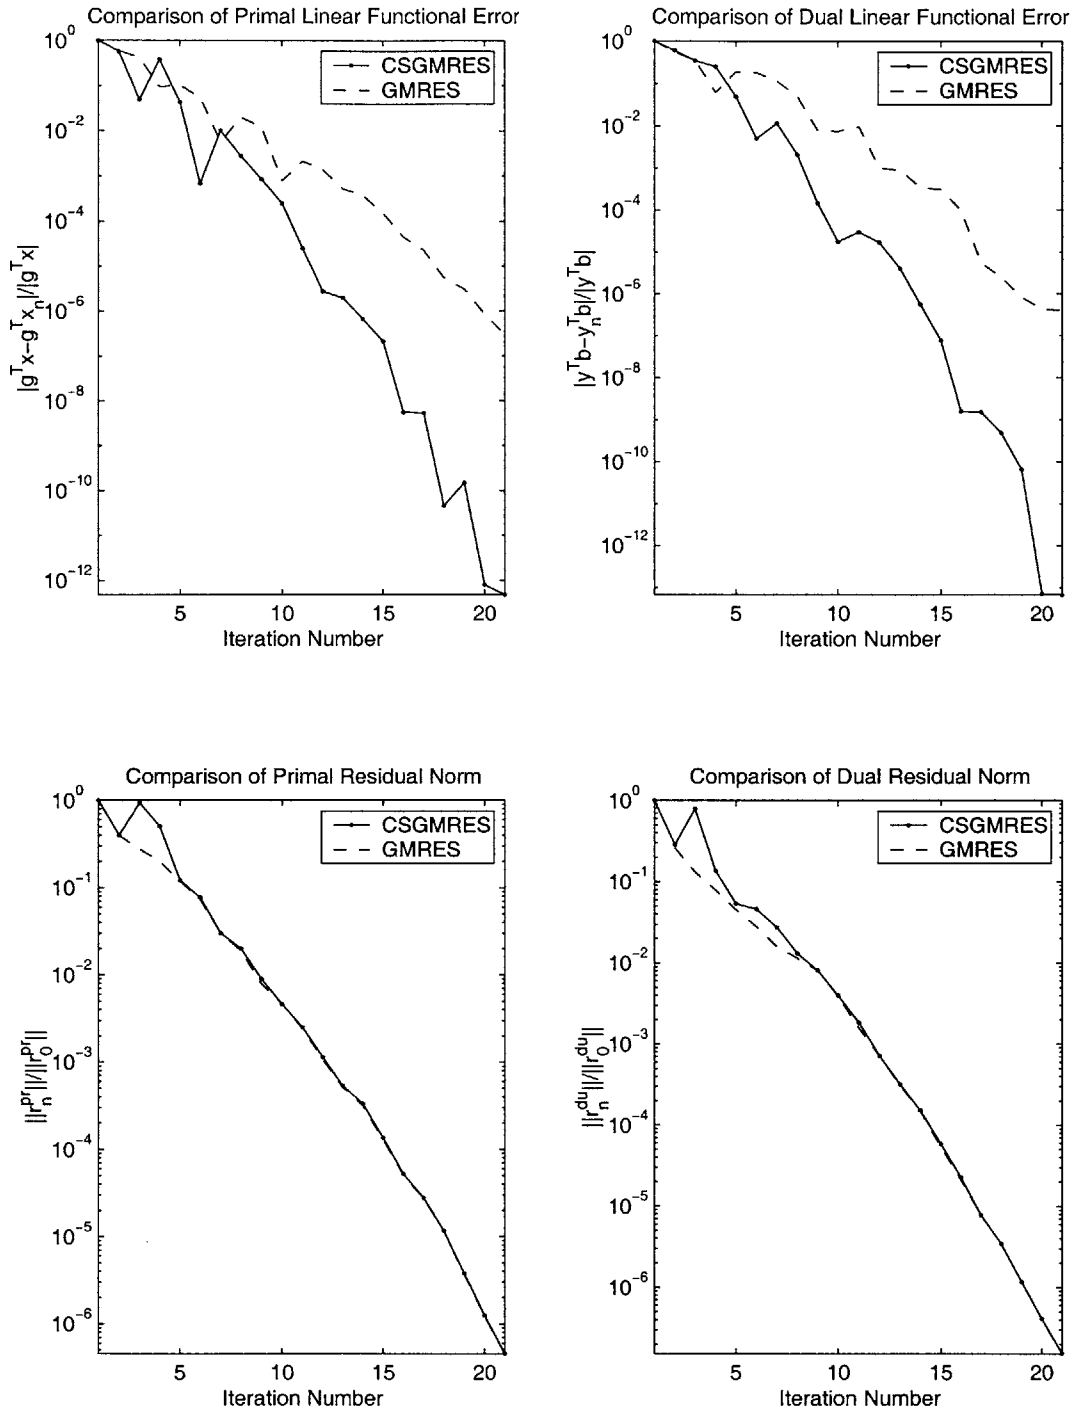 Comparison of Primal Linear Functional Error
10^0
10^-2
10^-4
10^-6
10^-8
10^-10
10^-12
|g^T x-g^T x_n|/|g^T x|
CSGMRES
GMRES
5 10 15 20
Iteration Number
Comparison of Dual Linear Functional Error
10^0
10^-2
10^-4
10^-6
10^-8
10^-10
10^-12
|y^T b-y_n^T b|/|y^T b|
CSGMRES
GMRES
5 10 15 20
Iteration Number
Comparison of Primal Residual Norm
10^0
10^-1
10^-2
10^-3
10^-4
10^-5
10^-6
||r_n^pr||/||r_0^pr||
CSGMRES
GMRES
5 10 15 20
Iteration Number
Comparison of Dual Residual Norm
10^0
10^-1
10^-2
10^-3
10^-4
10^-5
10^-6
||r_n^du||/||r_0^du||
CSGMRES
GMRES
5 10 15 20
Iteration Number